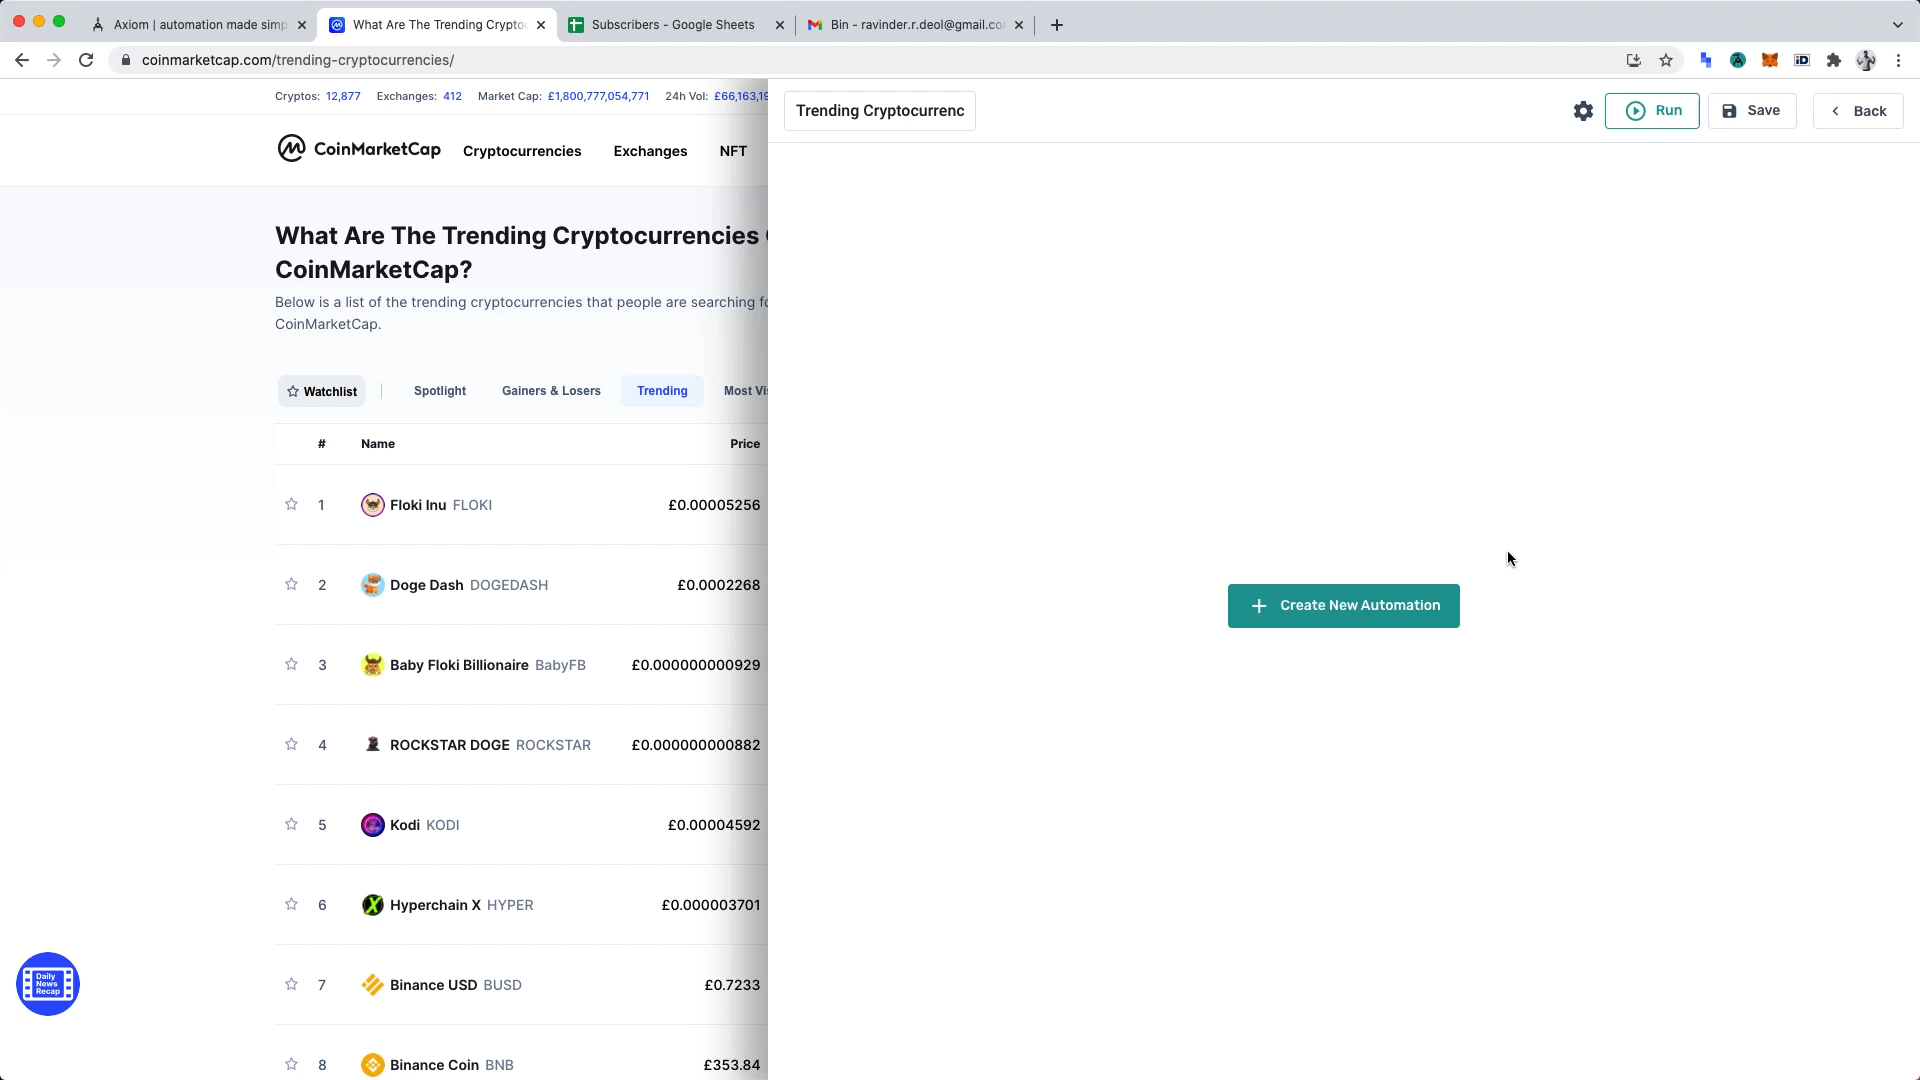 Axiom | automation made simp
What Are The Trending Cryptoc
Subscribers - Google Sheets
Bin - ravinder.r.deol@gmail.co
coinmarketcap.com/trending-cryptocurrencies/
Cryptos: 12,877 Exchanges: 412 Market Cap: £1,800,777,054,771 24h Vol: £66,163,19
Trending Cryptocurrenc
Run
Save
Back
CoinMarketCap
Cryptocurrencies
Exchanges
NFT
What Are The Trending Cryptocurrencies
CoinMarketCap?
Below is a list of the trending cryptocurrencies that people are searching fo
CoinMarketCap.
Watchlist
Spotlight
Gainers & Losers
Trending
Most Vis
# Name Price
1 Floki Inu FLOKI £0.00005256
2 Doge Dash DOGEDASH £0.0002268
3 Baby Floki Billionaire BabyFB £0.000000000929
4 ROCKSTAR DOGE ROCKSTAR £0.000000000882
5 Kodi KODI £0.00004592
6 Hyperchain X HYPER £0.000003701
7 Binance USD BUSD £0.7233
8 Binance Coin BNB £353.84
Create New Automation
Daily
News
Recap